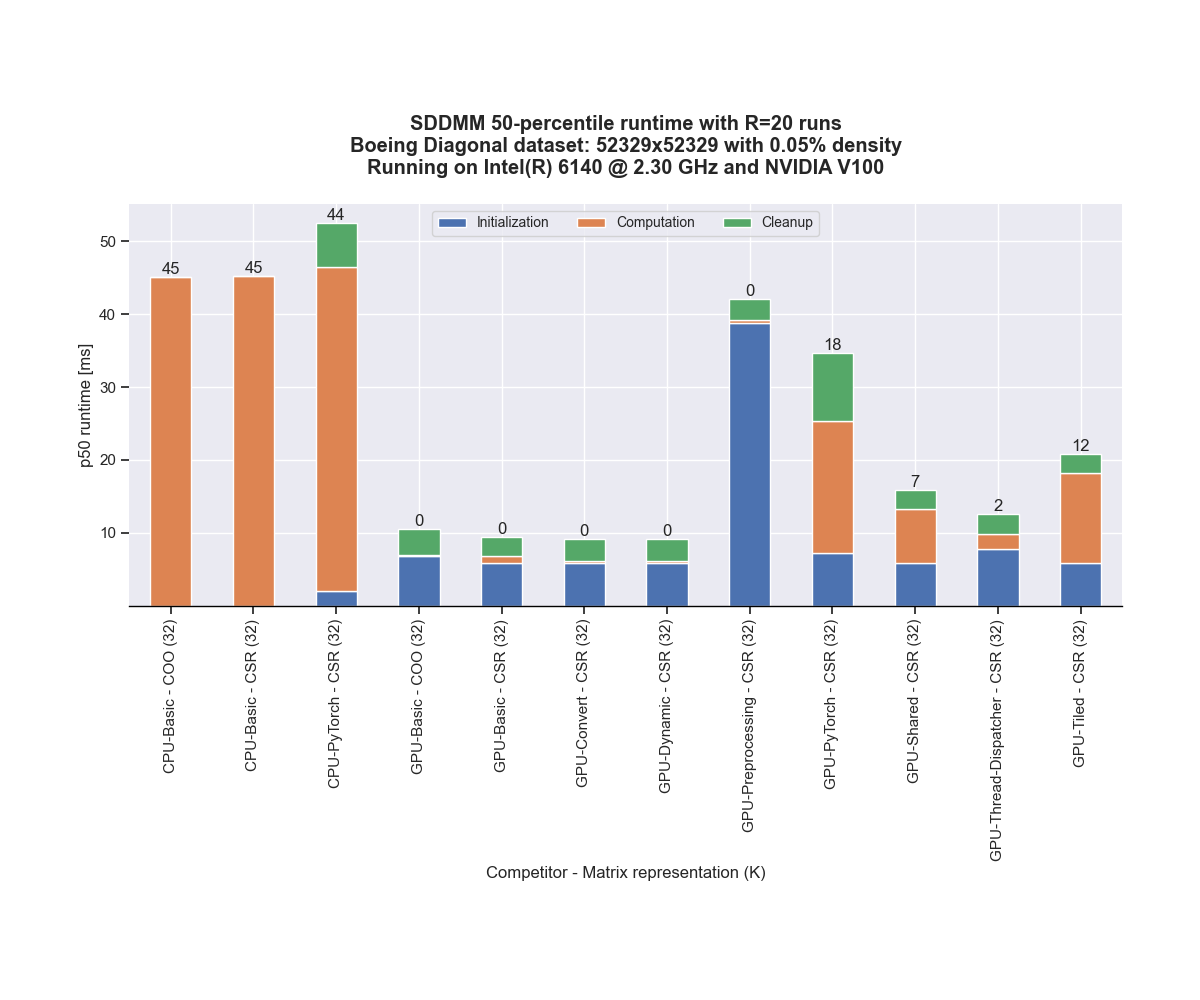 SDDMM 50-percentile runtime with R=20 runs
Boeing Diagonal dataset: 52329x52329 with 0.05% density
Running on Intel(R) 6140 @ 2.30 GHz and NVIDIA V100
Initialization
Computation
Cleanup
p50 runtime [ms]
50
40
30
20
10
45
45
44
0
0
0
0
0
18
7
2
12
CPU-Basic - COO (32)
CPU-Basic - CSR (32)
CPU-PyTorch - CSR (32)
GPU-Basic - COO (32)
GPU-Basic - CSR (32)
GPU-Convert - CSR (32)
GPU-Dynamic - CSR (32)
GPU-Preprocessing - CSR (32)
GPU-PyTorch - CSR (32)
GPU-Shared - CSR (32)
GPU-Thread-Dispatcher - CSR (32)
GPU-Tiled - CSR (32)
Competitor - Matrix representation (K)